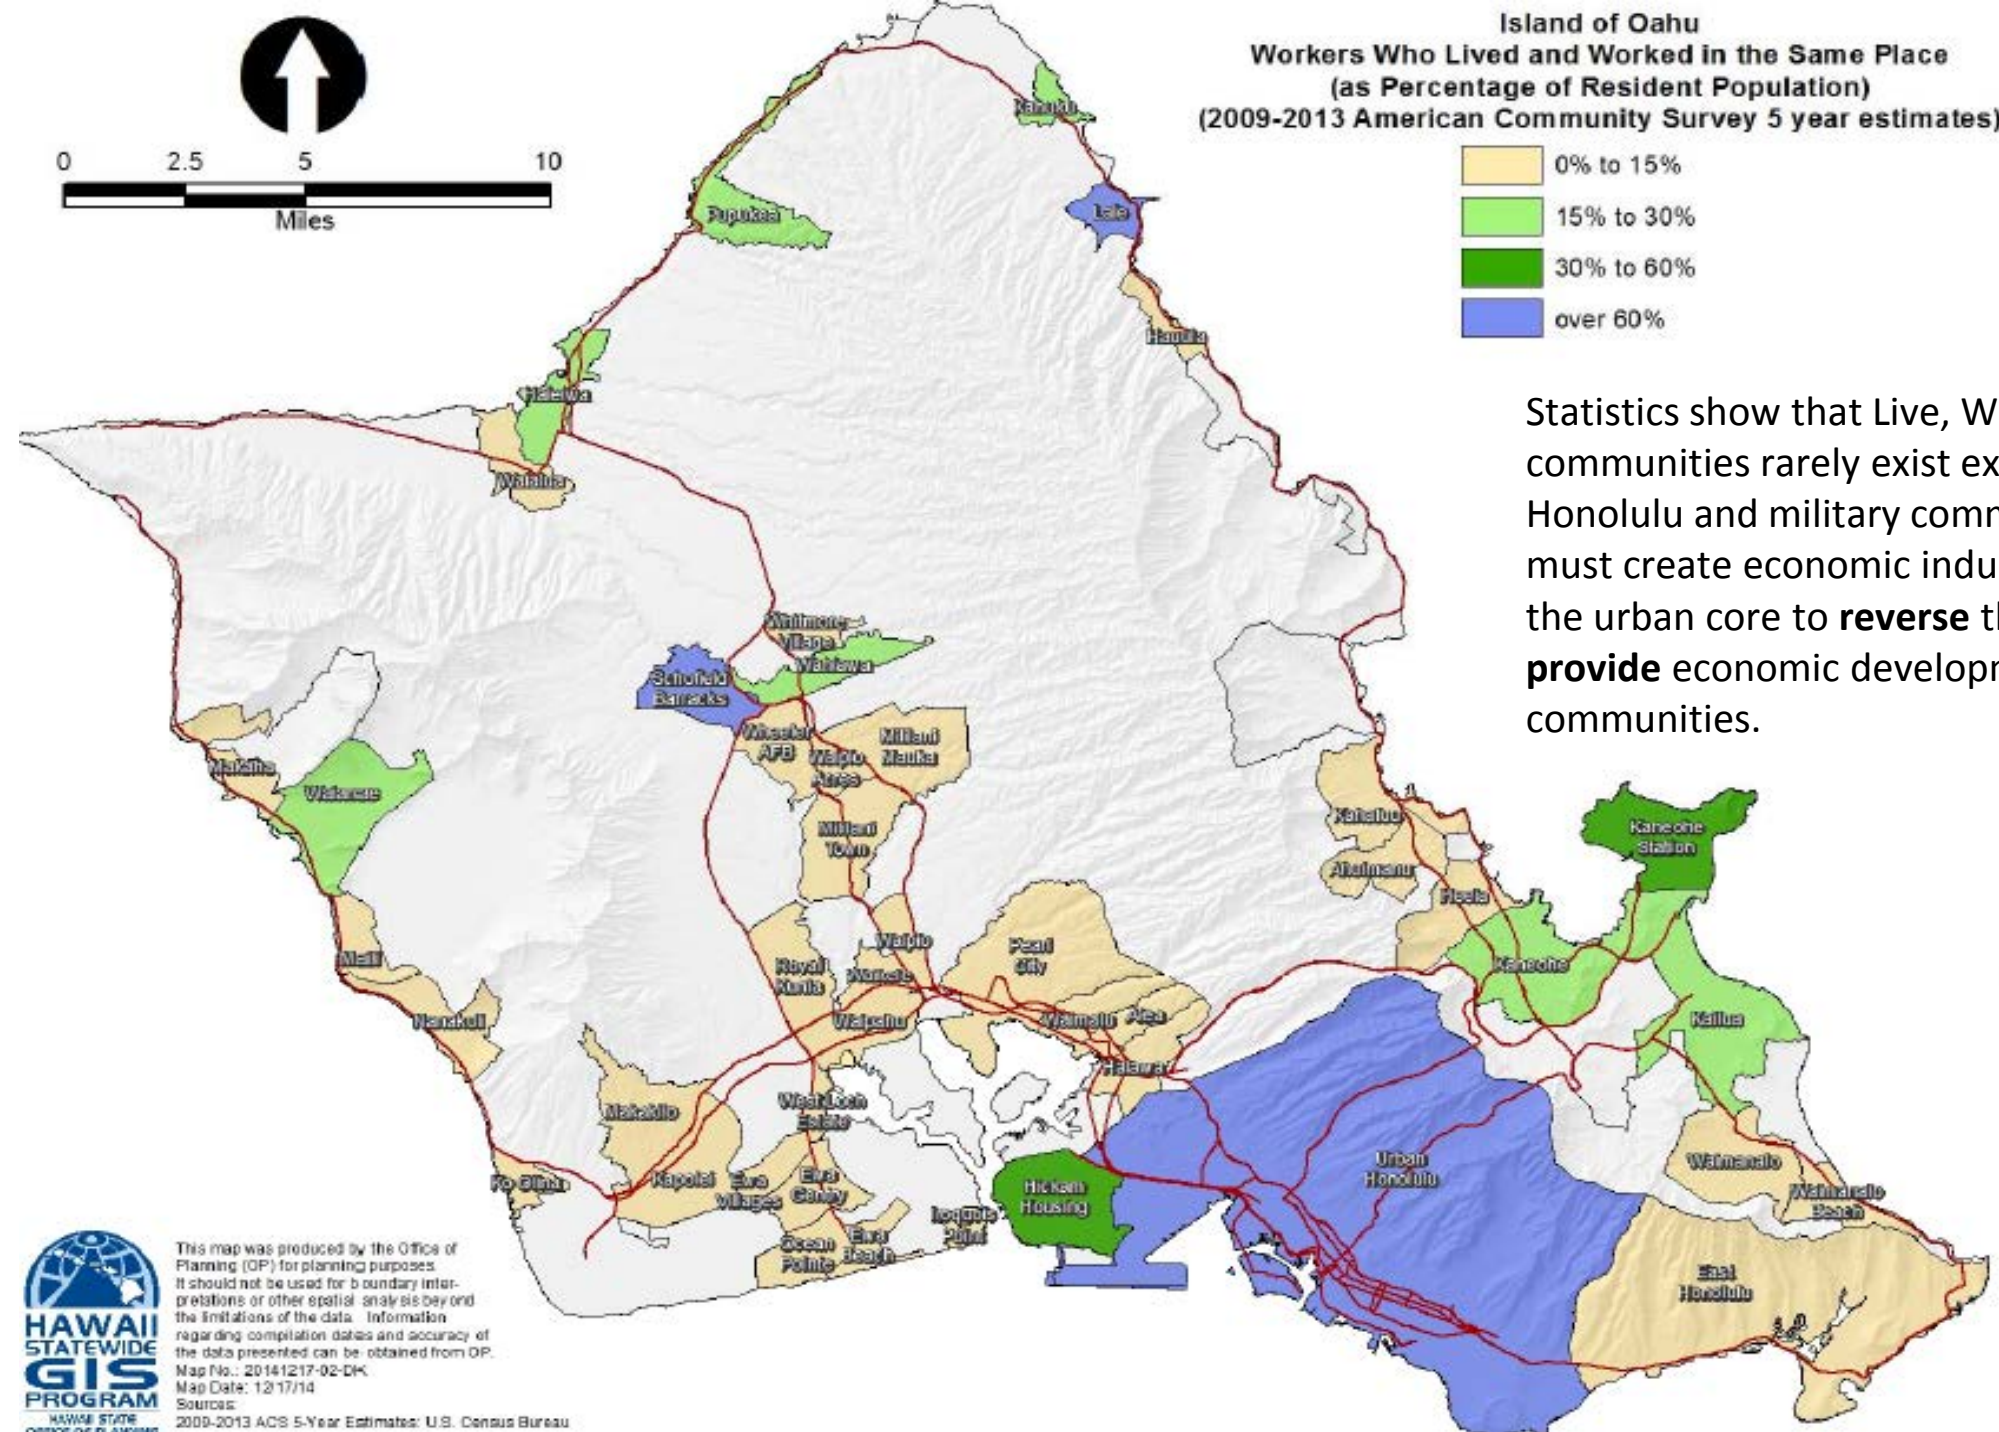 Island of Oahu
Workers Who Lived and Worked in the Same Place
(as Percentage of Resident Population)
(2009-2013 American Community Survey 5 year estimates)
0% to 15%
15% to 30%
30% to 60%
over 60%
0 2.5 5 10
Miles
Statistics show that Live, W
communities rarely exist ex
Honolulu and military comm
must create economic indu
the urban core to reverse th
provide economic developm
communities.
Kahuku
Pupukea
Laie
Hauula
Haleiwa
Waialua
Whitmore
Village
Wahiawa
Schofield
Barracks
Wheeler
AFB
Waipio
Acres
Mililani
Mauka
Makaha
Waianae
Mililani
Town
Kahaluu
Ahuimanu
Heeia
Kaneohe
Station
Maili
Royal
Kunia
Waipio
Waikele
Pearl
City
Kaneohe
Nanakuli
Waipahu
Waimalu
Aiea
Kailua
Halawa
Makakilo
West Loch
Estate
Urban
Honolulu
Waimanalo
Waimanalo
Beach
Ko Olina
Kapolei
Ewa
Villages
Ewa
Gentry
Hickam
Housing
Iroquois
Point
Ocean
Pointe
Ewa
Beach
East
Honolulu
HAWAII
STATEWIDE
GIS
PROGRAM
HAWAII STATE
This map was produced by the Office of
Planning (OP) for planning purposes.
It should not be used for boundary inter-
pretations or other spatial analysis beyond
the limitations of the data. Information
regarding compilation dates and accuracy of
the data presented can be obtained from OP.
Map No.: 20141217-02-DK
Map Date: 12/17/14
Sources:
2009-2013 ACS 5-Year Estimates: U.S. Census Bureau